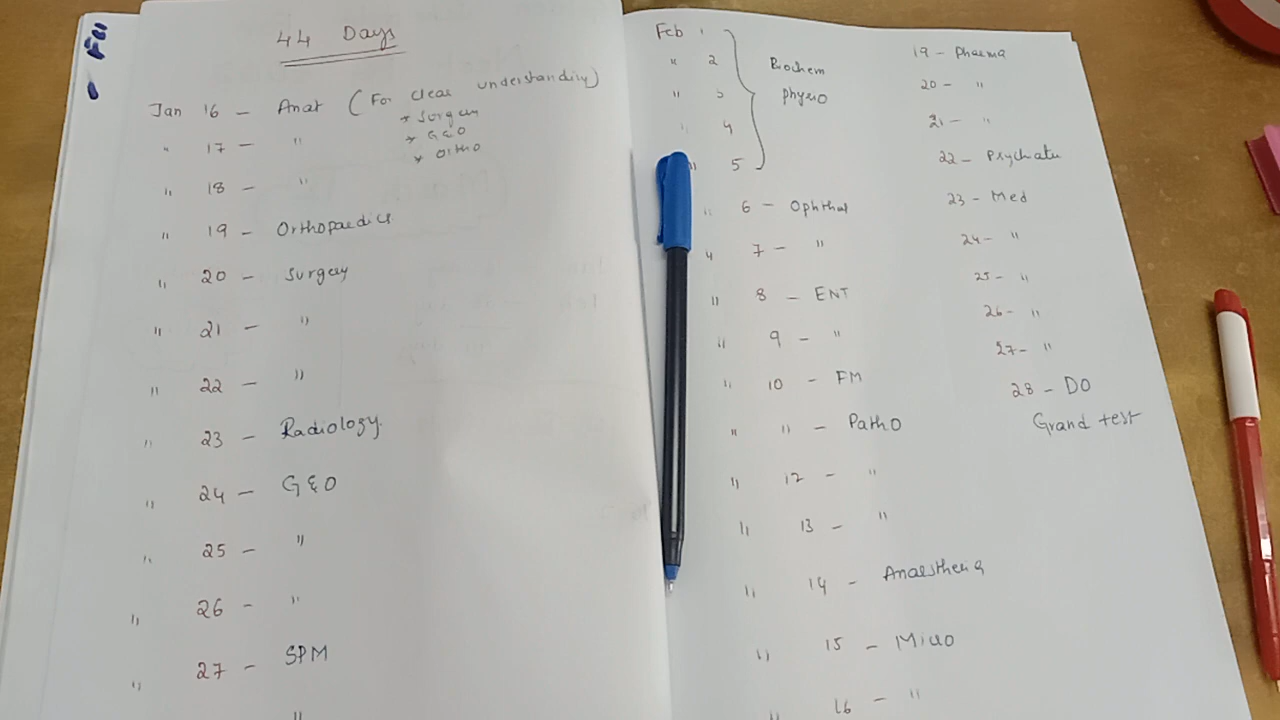 44 Days
Jan 16 - Anat (For clear understanding)
* Surgery
* G&O
* Ortho
" 17 - "
" 18 - "
" 19 - Orthopaedics
" 20 - Surgery
" 21 - "
" 22 - "
" 23 - Radiology
" 24 - G&O
" 25 - "
" 26 - "
" 27 - SPM
"
Feb 1
" 2
" 3
" 4
" 5
Biochem
physio
" 6 - Ophthal
" 7 - "
" 8 - ENT
" 9 - "
" 10 - FM
" 11 - Patho
" 12 - "
" 13 - "
" 14 - Anaesthesia
" 15 - Micro
" 16 - "
19 - Pharma
20 - "
21 - "
22 - Psychiatry
23 - Med
24 - "
25 - "
26 - "
27 - "
28 - DO
Grand test